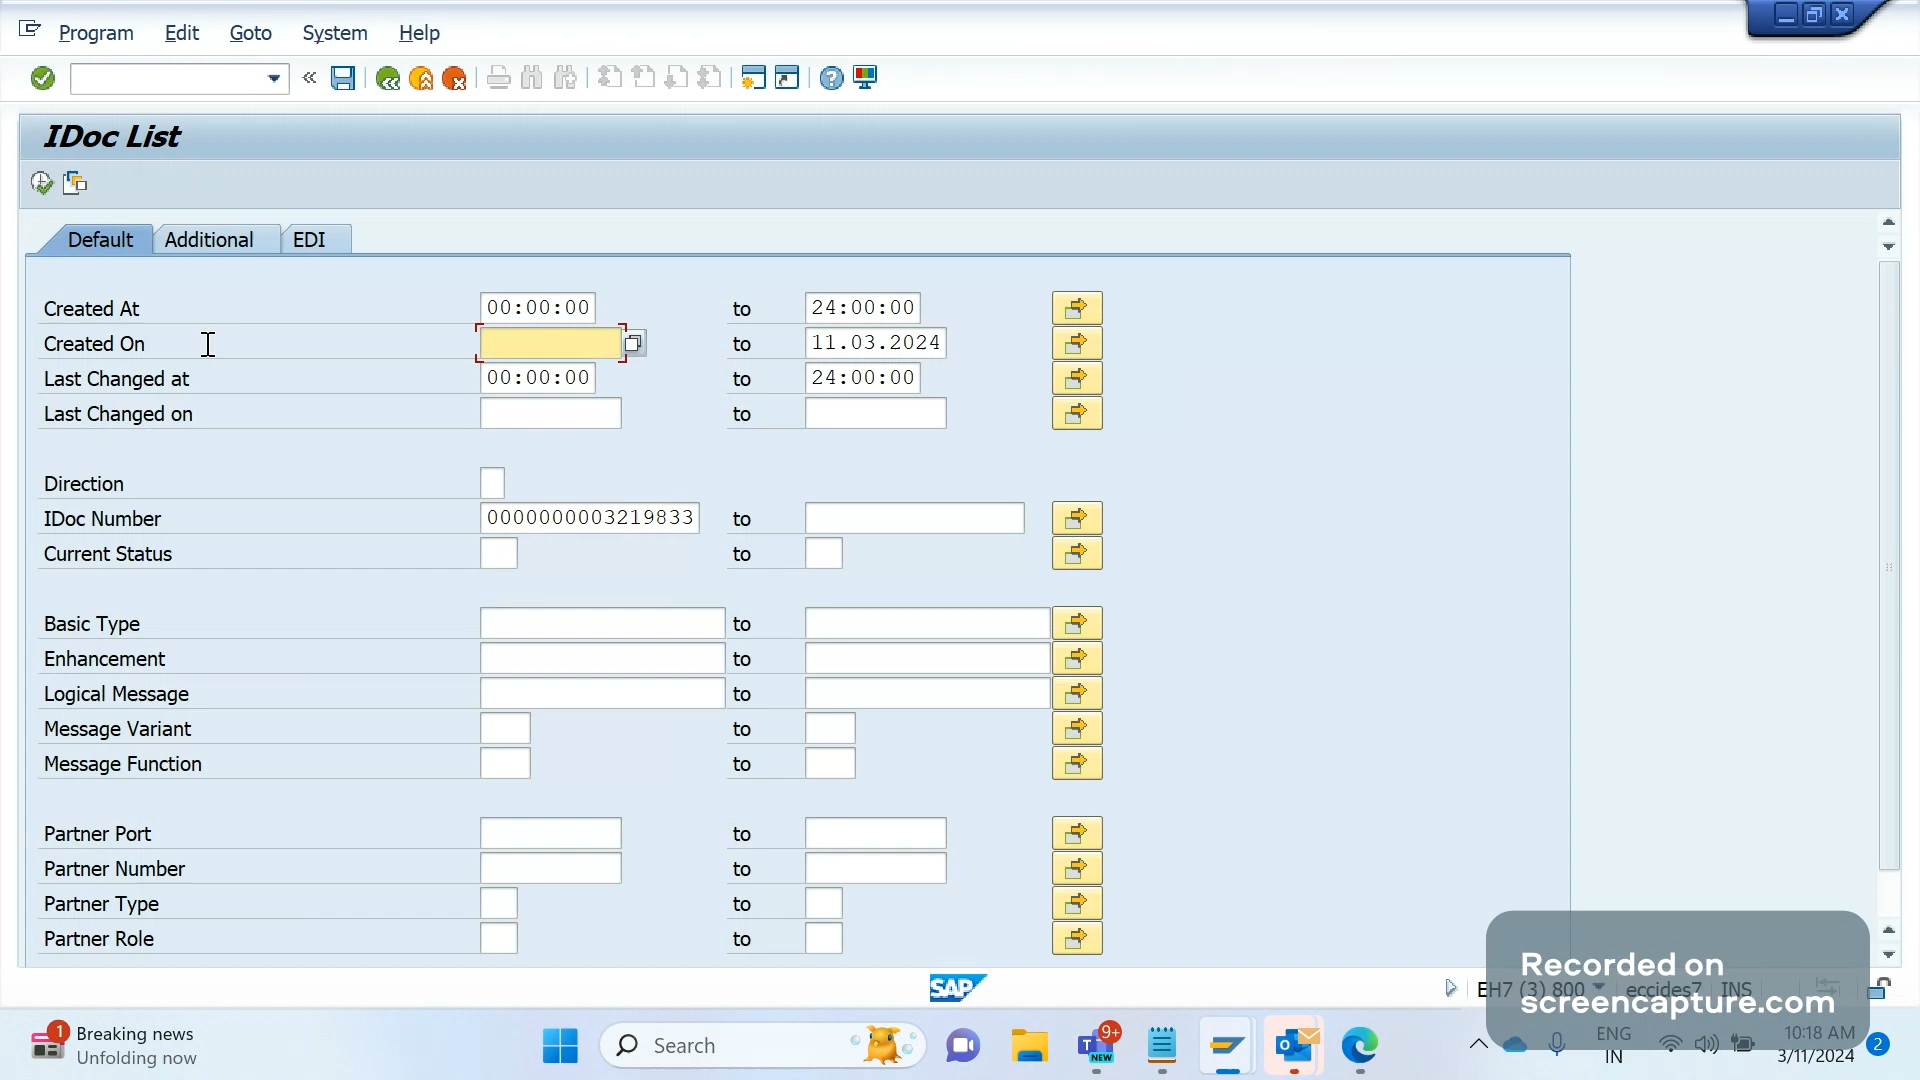 Program Edit Goto System Help
IDoc List
Default Additional EDI
Created At 00:00:00 to 24:00:00
Created On to 11.03.2024
Last Changed at 00:00:00 to 24:00:00
Last Changed on to
Direction
IDoc Number 0000000003219833 to
Current Status to
Basic Type to
Enhancement to
Logical Message to
Message Variant to
Message Function to
Partner Port to
Partner Number to
Partner Type to
Partner Role to
Recorded on
screencapture.com
SAP EH7 (3) 800 eccides7 INS
1 Breaking news
Unfolding now
Search
9+
T NEW
ENG
IN
10:18 AM
3/11/2024
2